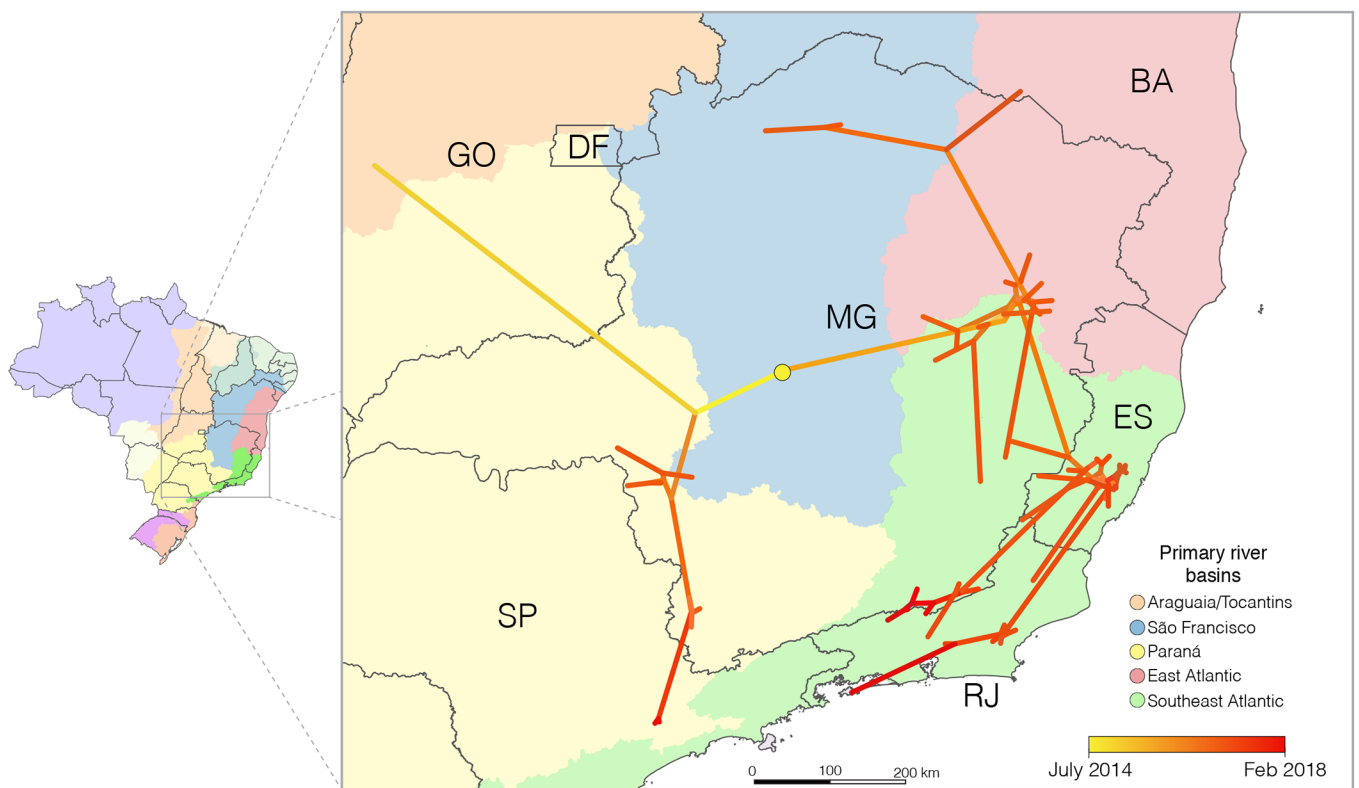 BA
GO
DF
MG
ES
SP
RJ
Primary river
basins
Araguaia/Tocantins
São Francisco
Paraná
East Atlantic
Southeast Atlantic
July 2014
Feb 2018
0
100
200 km